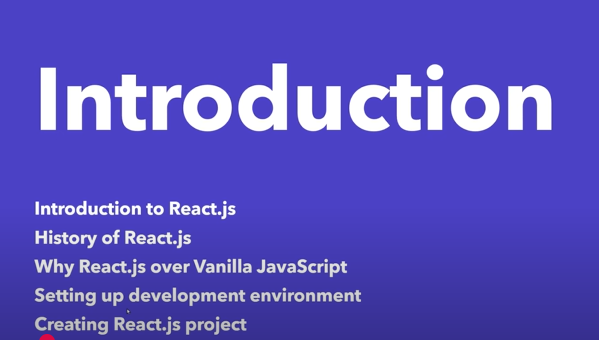 Introduction
Introduction to React.js
History of React.js
Why React.js over Vanilla JavaScript
Setting up development environment
Creating React.js project